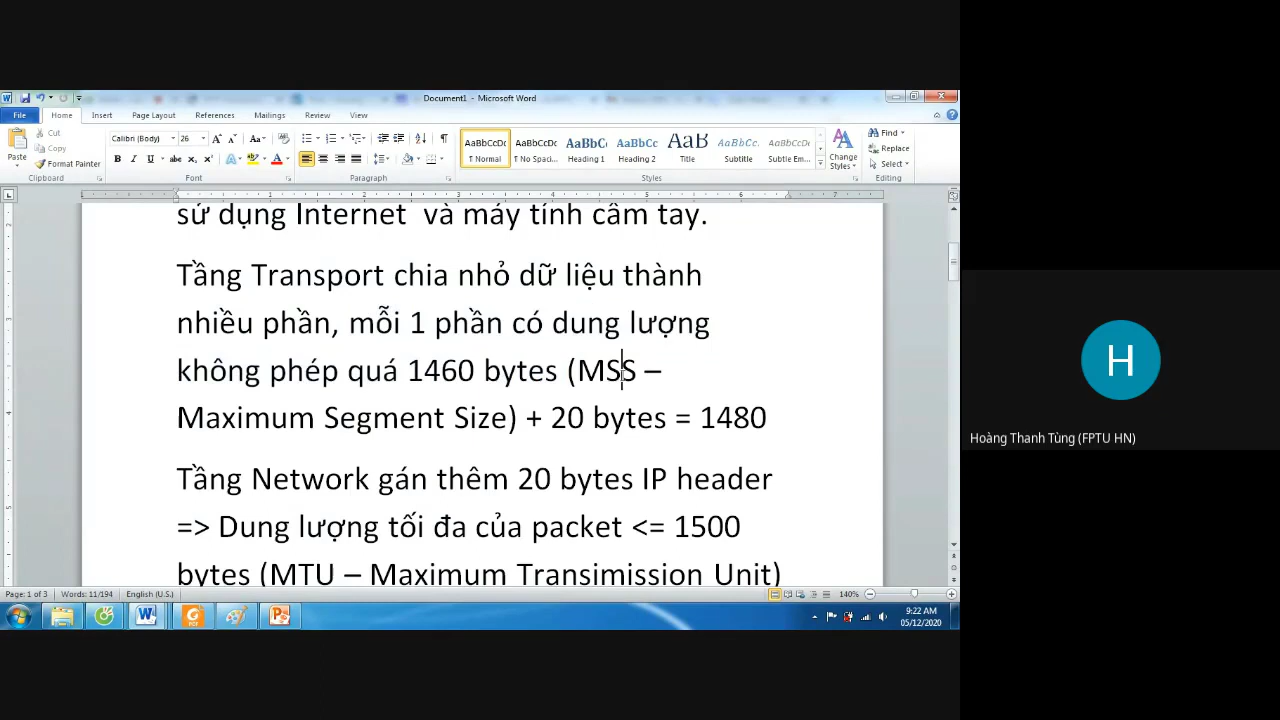 Document1 - Microsoft Word
File Home Insert Page Layout References Mailings Review View
Cut
Copy
Format Painter
Paste
Clipboard
Calibri (Body) 26
Font
Paragraph
AaBbCcDc AaBbCcDc AaBbCc AaBbCc AaB AaBbCc. AaBbCcDc
¶ Normal ¶ No Spaci... Heading 1 Heading 2 Title Subtitle Subtle Em...
Change Styles
Styles
Find
Replace
Select
Editing
sử dụng Internet và máy tính cầm tay.
Tầng Transport chia nhỏ dữ liệu thành
nhiều phần, mỗi 1 phần có dung lượng
không phép quá 1460 bytes (MSS –
Maximum Segment Size) + 20 bytes = 1480
Tầng Network gán thêm 20 bytes IP header
=> Dung lượng tối đa của packet <= 1500
bytes (MTU – Maximum Transimission Unit)
Page: 1 of 3 Words: 11/194 English (U.S.) 140%
9:22 AM
05/12/2020
H
Hoàng Thanh Tùng (FPTU HN)